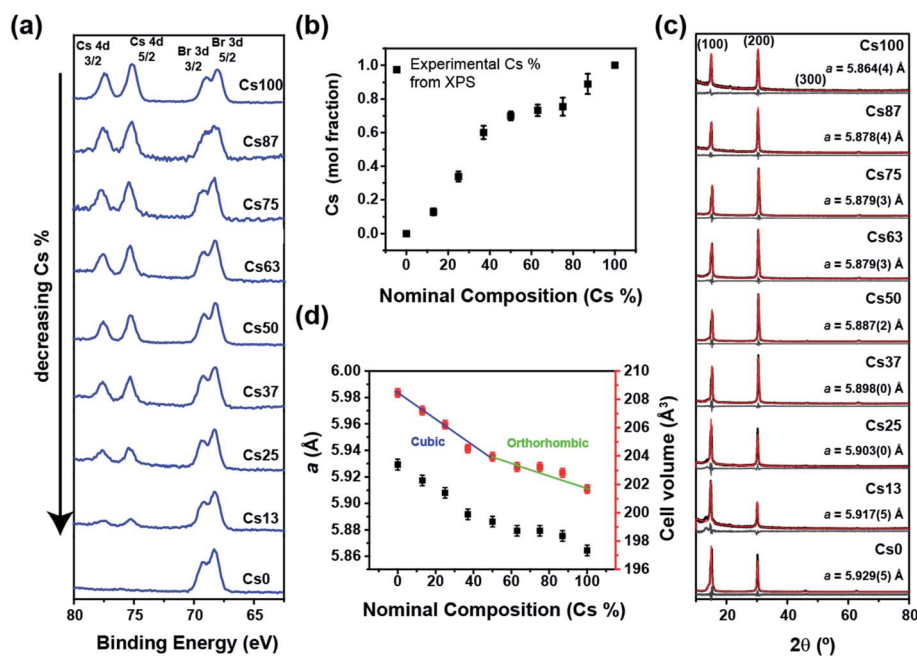 (a)
Cs 4d
3/2
Cs 4d
5/2
Br 3d
3/2
Br 3d
5/2
decreasing Cs %
Cs100
Cs87
Cs75
Cs63
Cs50
Cs37
Cs25
Cs13
Cs0
80 75 70 65
Binding Energy (eV)
(b)
Experimental Cs %
from XPS
Cs (mol fraction)
1.0
0.8
0.6
0.4
0.2
0.0
0 20 40 60 80 100
Nominal Composition (Cs %)
(d)
a (Å)
6.00
5.98
5.96
5.94
5.92
5.90
5.88
5.86
Cubic
Orthorhombic
210
208
206
204
202
200
198
196
Cell volume (Å³)
0 20 40 60 80 100
Nominal Composition (Cs %)
(c)
(100)
(200)
(300)
Cs100
a = 5.864(4) Å
Cs87
a = 5.878(4) Å
Cs75
a = 5.879(3) Å
Cs63
a = 5.879(3) Å
Cs50
a = 5.887(2) Å
Cs37
a = 5.898(0) Å
Cs25
a = 5.903(0) Å
Cs13
a = 5.917(5) Å
Cs0
a = 5.929(5) Å
20 40 60 80
2θ (º)